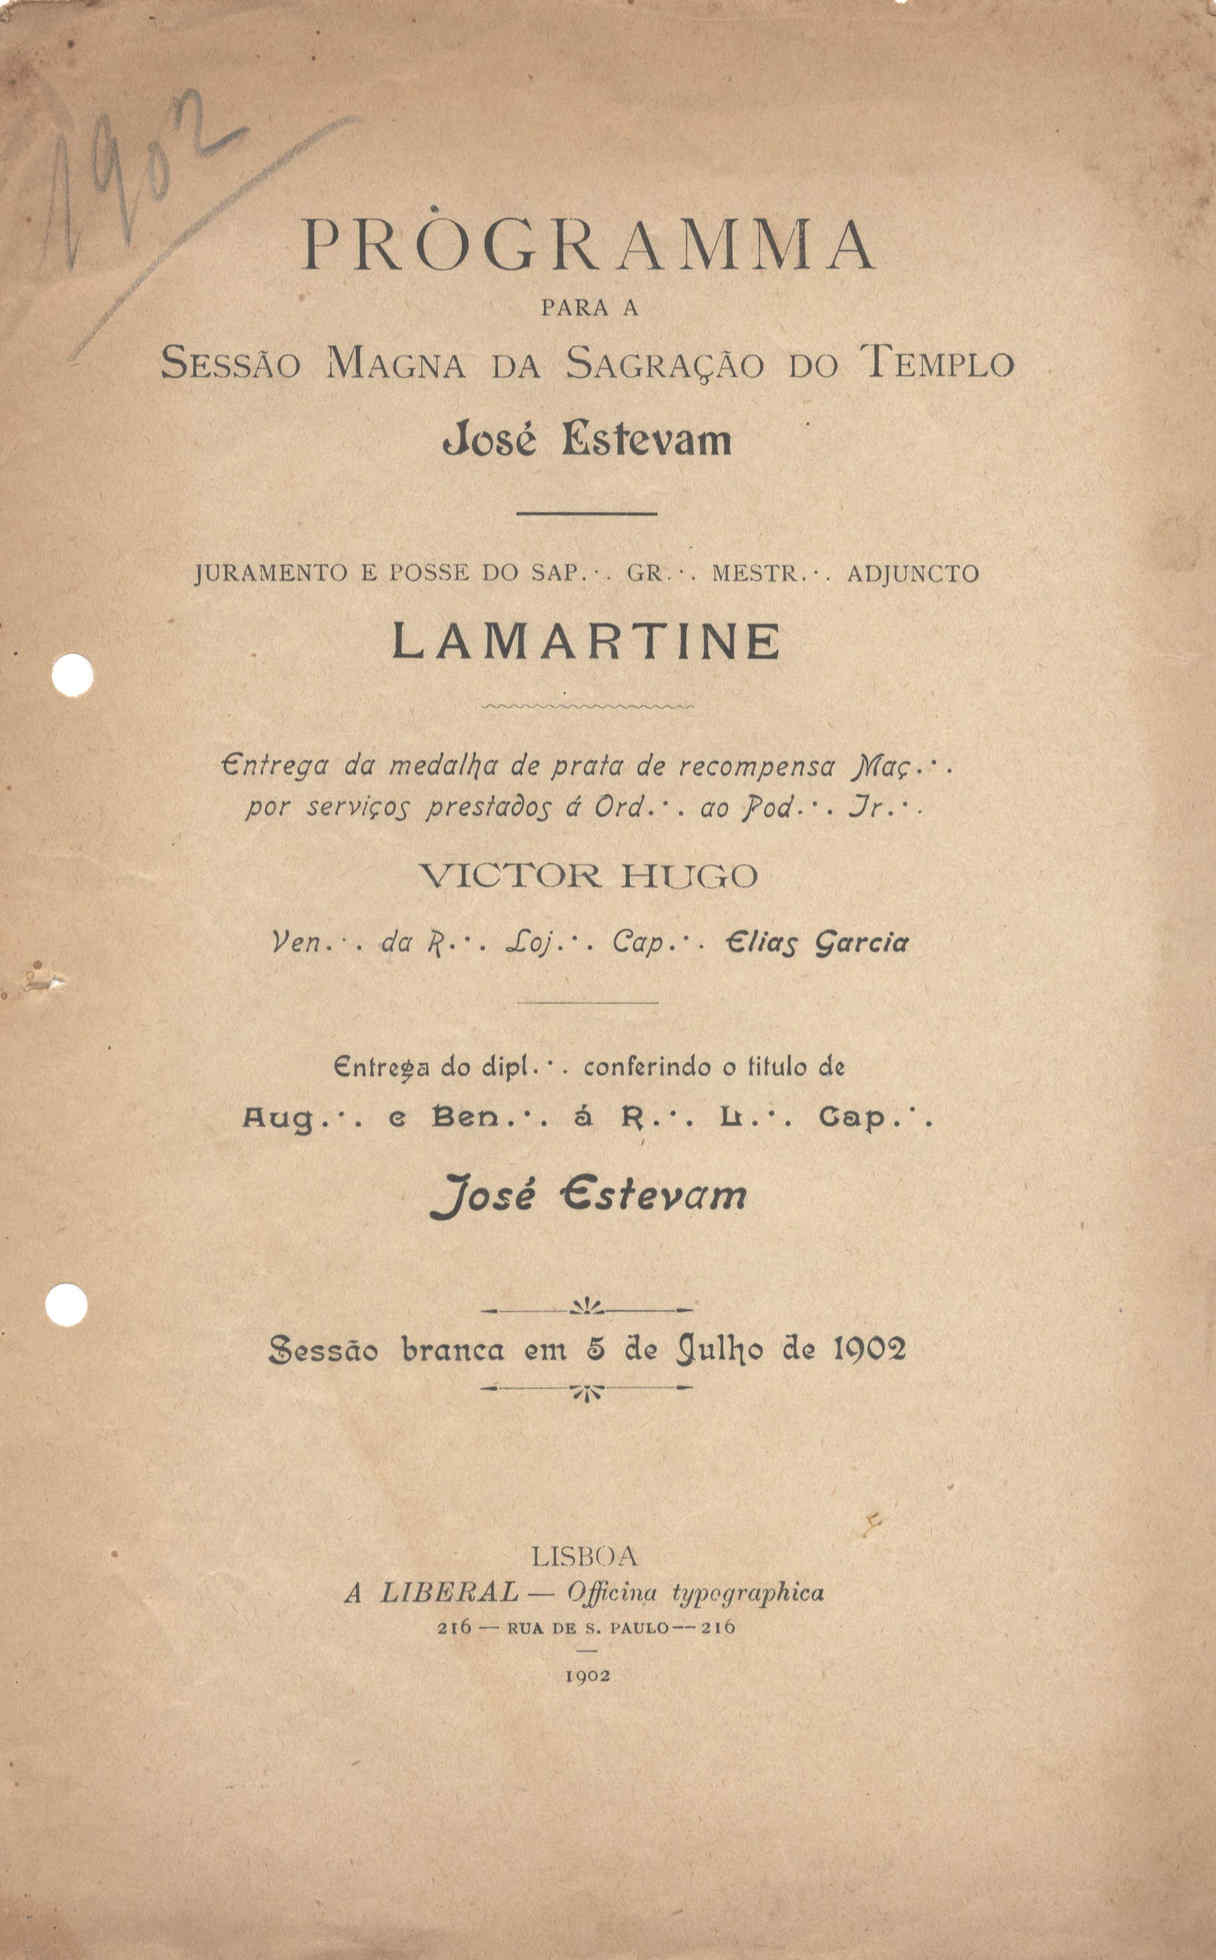 1902
PROGRAMMA
PARA A
SESSÃO MAGNA DA SAGRAÇÃO DO TEMPLO
José Estevam
JURAMENTO E POSSE DO SAP.·. GR.·. MESTR.·. ADJUNCTO
LAMARTINE
Entrega da medalha de prata de recompensa Maç.·.
por serviços prestados á Ord.·. ao Pod.·. Ir.·.
VICTOR HUGO
Ven.·. da R.·. Loj.·. Cap.·. Elias Garcia
Entrega do dipl.·. conferindo o titulo de
Aug.·. e Ben.·. á R.·. L.·. Cap.·.
José Estevam
Sessão branca em 5 de Julho de 1902
LISBOA
A LIBERAL — Officina typographica
216 — RUA DE S. PAULO — 216
1902